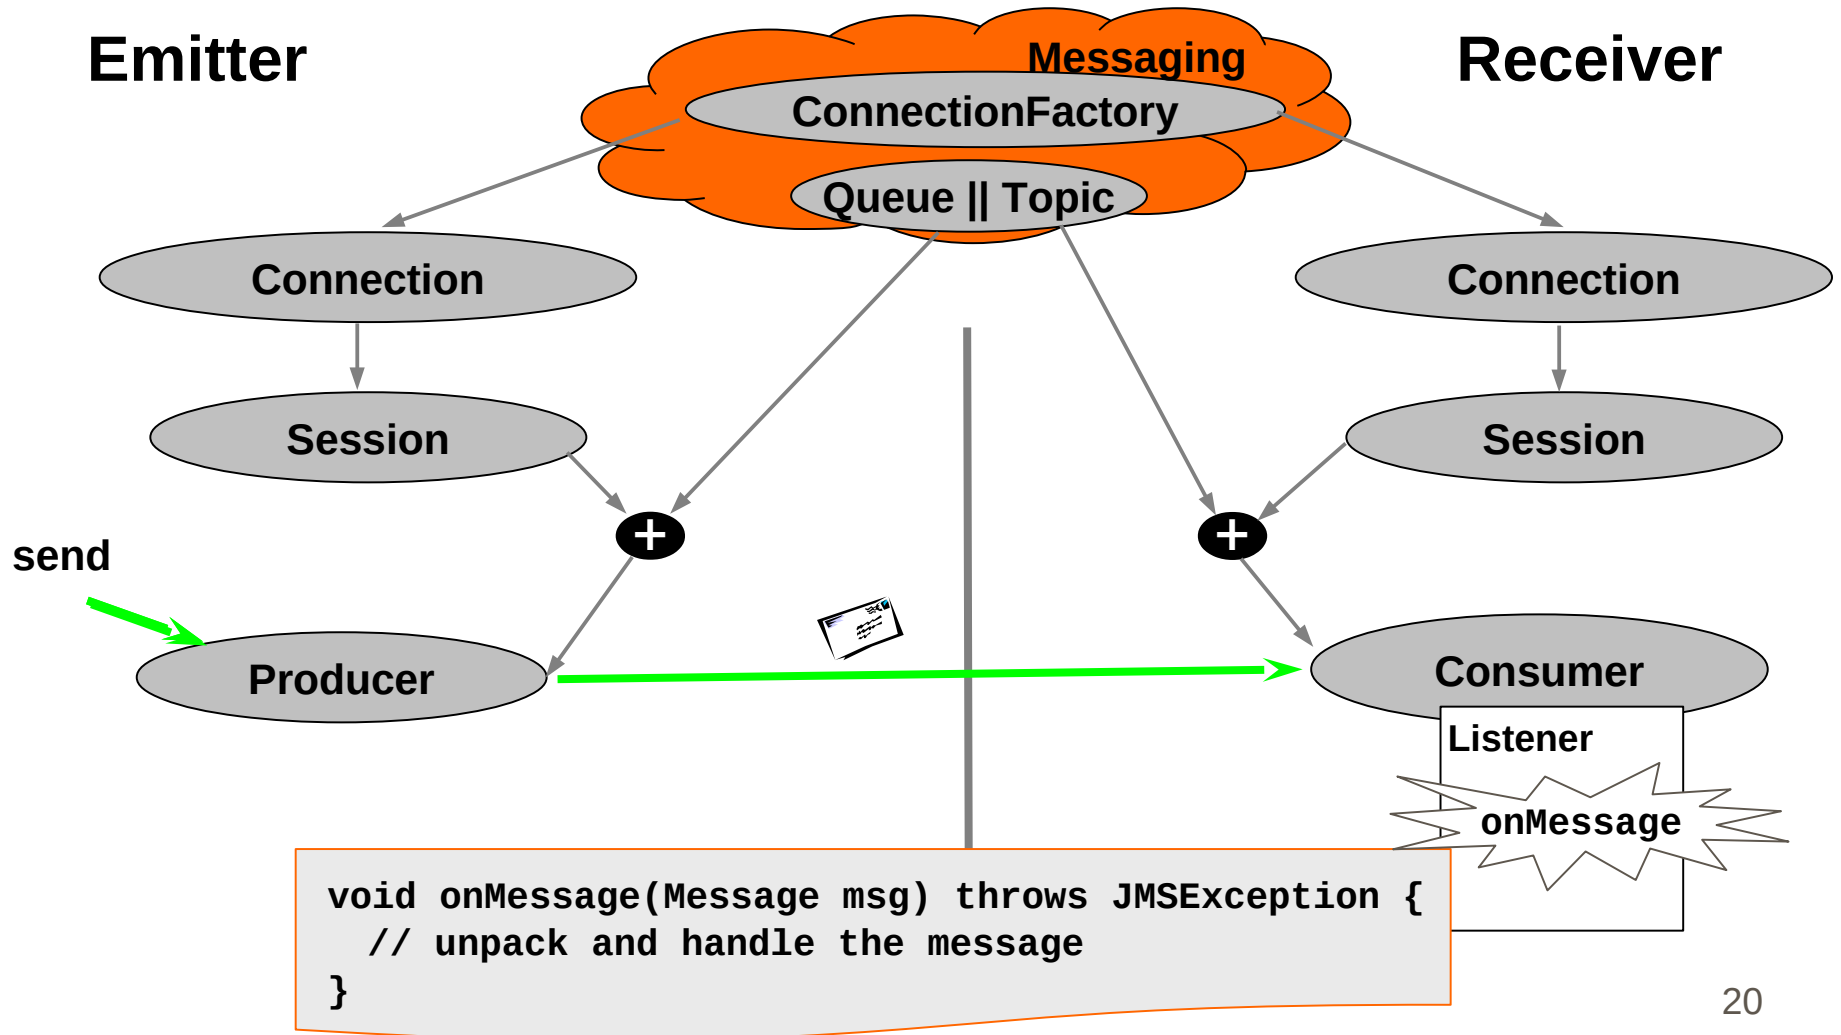 Emitter
Messaging
Receiver
ConnectionFactory
Queue || Topic
Connection
Connection
Session
Session
+
+
send
Producer
Consumer
Listener
onMessage
void onMessage(Message msg) throws JMSException {
// unpack and handle the message
}
20